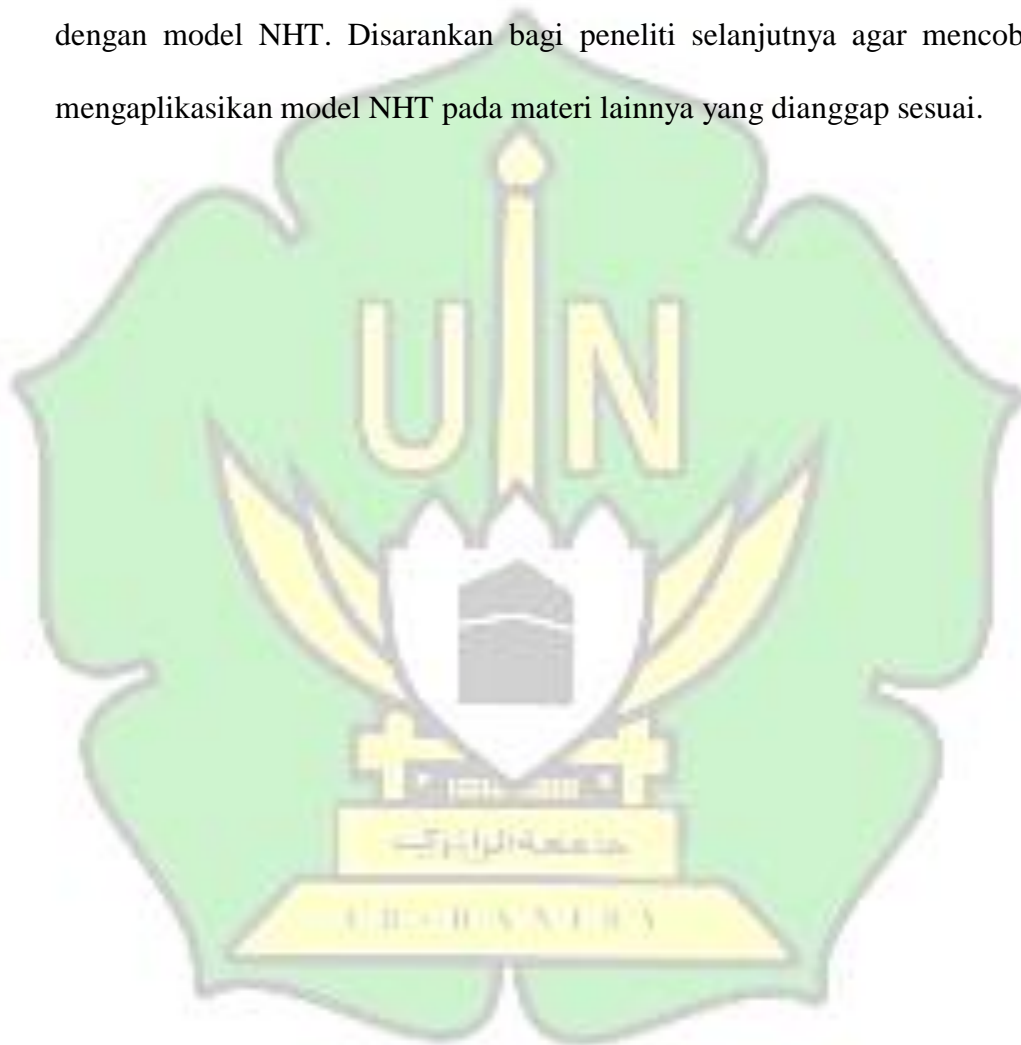 dengan model NHT. Disarankan bagi peneliti selanjutnya agar mencob
mengaplikasikan model NHT pada materi lainnya yang dianggap sesuai.
UIN